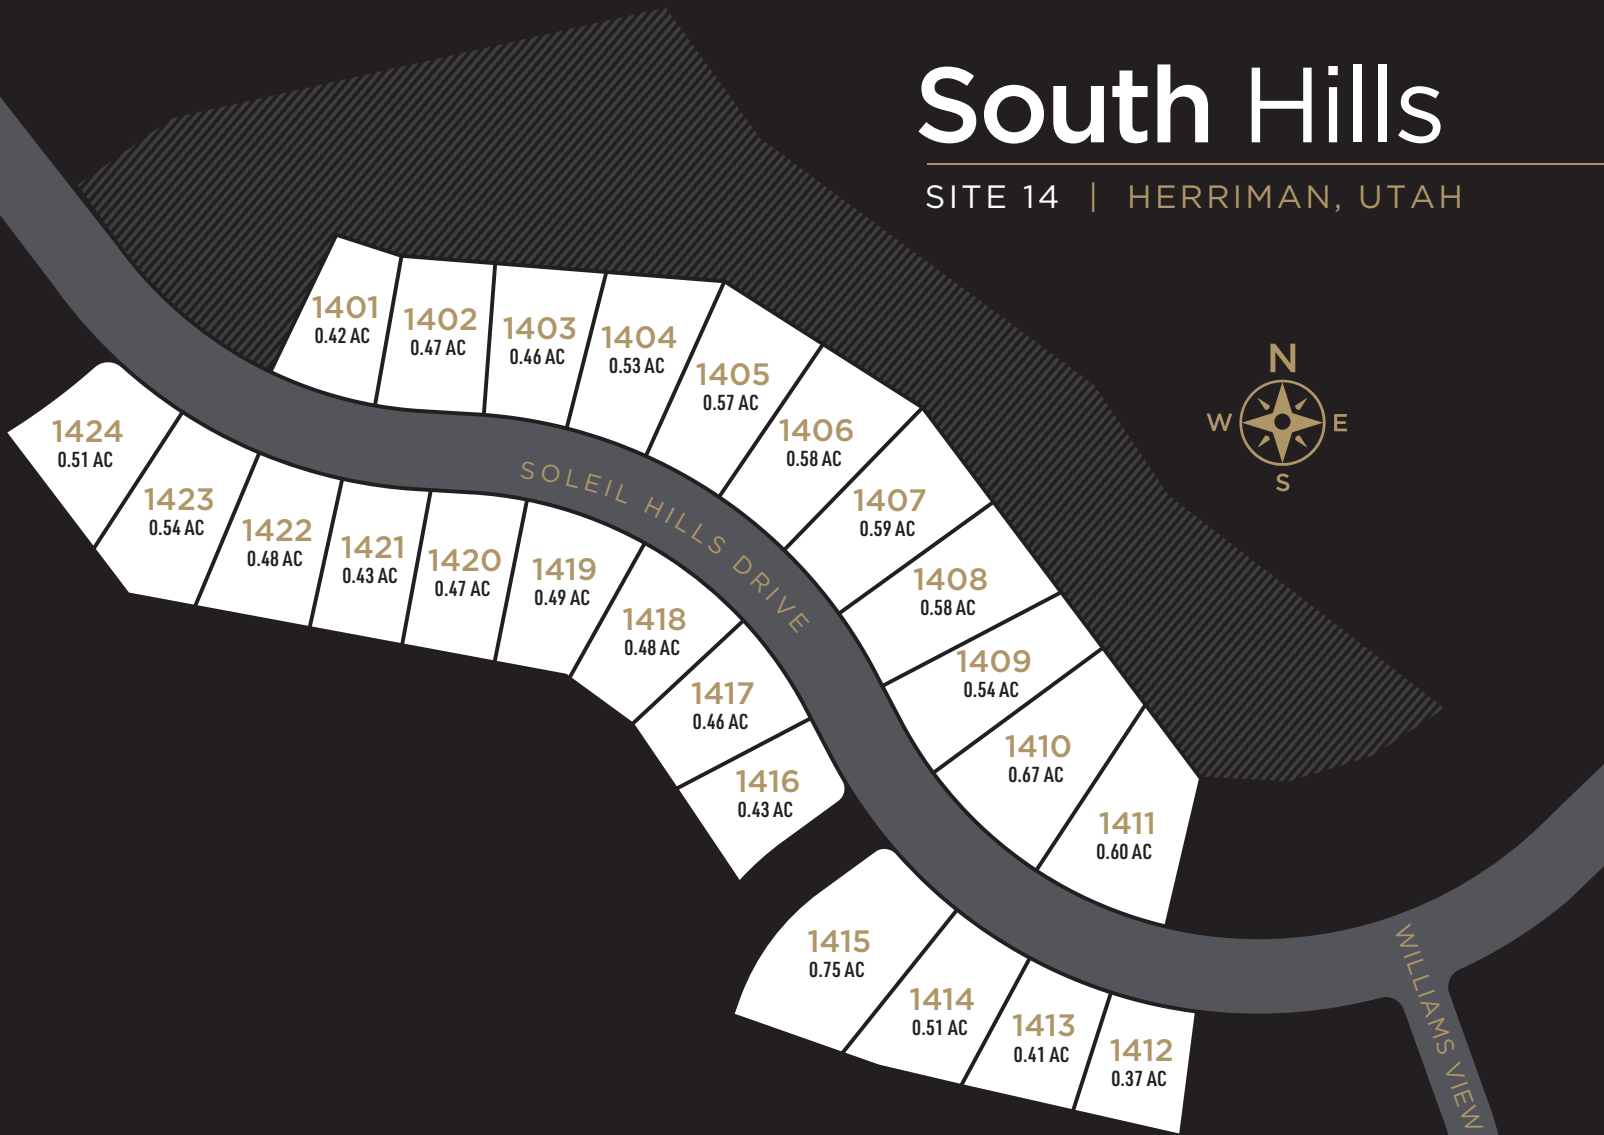 South Hills
SITE 14 | HERRIMAN, UTAH
N
W
E
S
1401
0.42 AC
1402
0.47 AC
1403
0.46 AC
1404
0.53 AC
1405
0.57 AC
1406
0.58 AC
1407
0.59 AC
1408
0.58 AC
1409
0.54 AC
1410
0.67 AC
1411
0.60 AC
SOLEIL HILLS DRIVE
1424
0.51 AC
1423
0.54 AC
1422
0.48 AC
1421
0.43 AC
1420
0.47 AC
1419
0.49 AC
1418
0.48 AC
1417
0.46 AC
1416
0.43 AC
1415
0.75 AC
1414
0.51 AC
1413
0.41 AC
1412
0.37 AC
WILLIAMS VIEW